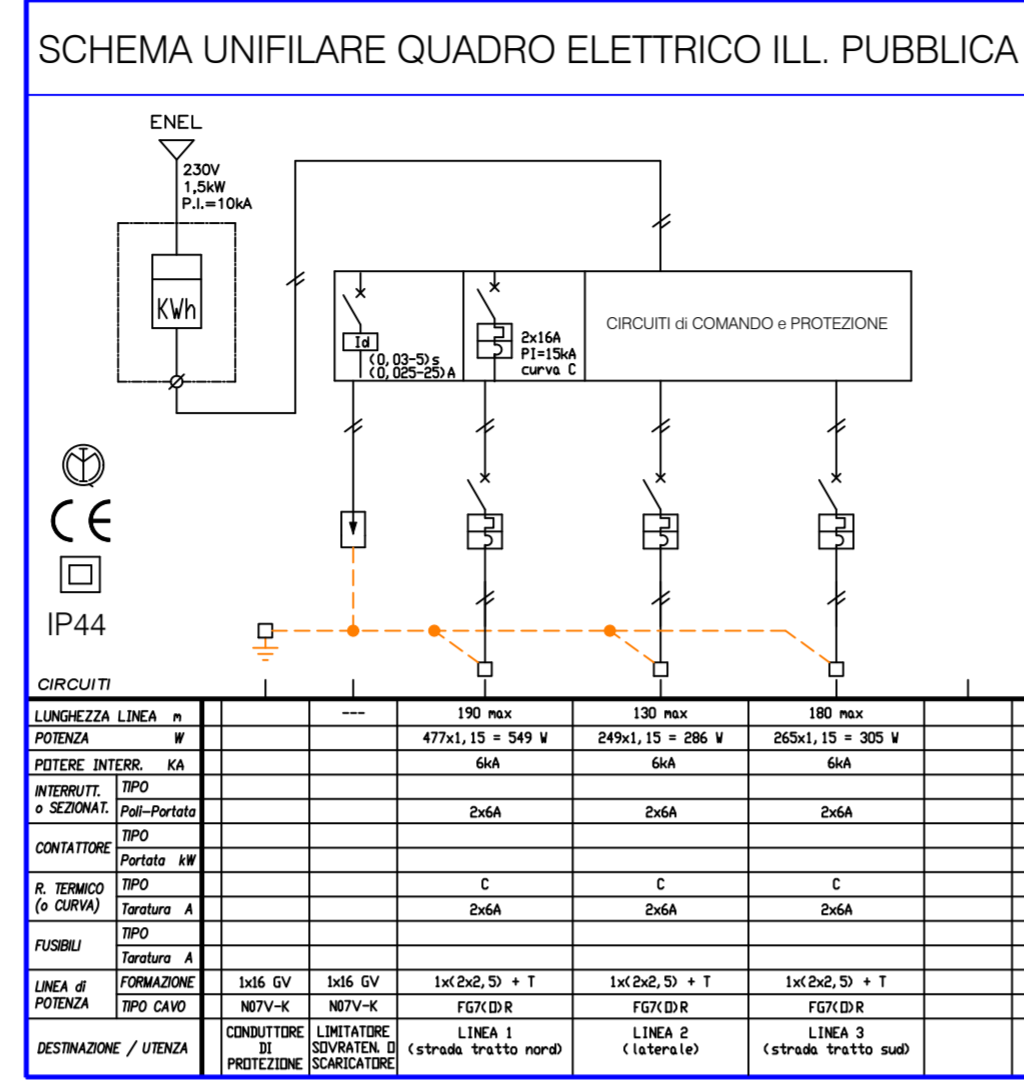 SCHEMA UNIFILARE QUADRO ELETTRICO ILL. PUBBLICA
ENEL
230V
1,5kW
P.I.=10kA
KWh
Id
(0,03-5)s
(0,025-25)A
2x16A
PI=15kA
curva C
CIRCUITI di COMANDO e PROTEZIONE
CE
IP44
CIRCUITI
LUNGHEZZA LINEA m --- 190 max 130 max 180 max
POTENZA W 477x1,15 = 549 W 249x1,15 = 286 W 265x1,15 = 305 W
POTERE INTERR. KA 6kA 6kA 6kA
INTERRUTT. o SEZIONAT. TIPO
Poli-Portata 2x6A 2x6A 2x6A
CONTATTORE TIPO
Portata kW
R. TERMICO (o CURVA) TIPO C C C
Taratura A 2x6A 2x6A 2x6A
FUSIBILI TIPO
Taratura A
LINEA di POTENZA FORMAZIONE 1x16 GV 1x16 GV 1x(2x2,5) + T 1x(2x2,5) + T 1x(2x2,5) + T
TIPO CAVO N07V-K N07V-K FG7(O)R FG7(O)R FG7(O)R
DESTINAZIONE / UTENZA
CONDUTTORE
DI
PROTEZIONE
LIMITATORE
SOVRATEN. O
SCARICATORE
LINEA 1
(strada tratto nord)
LINEA 2
(laterale)
LINEA 3
(strada tratto sud)